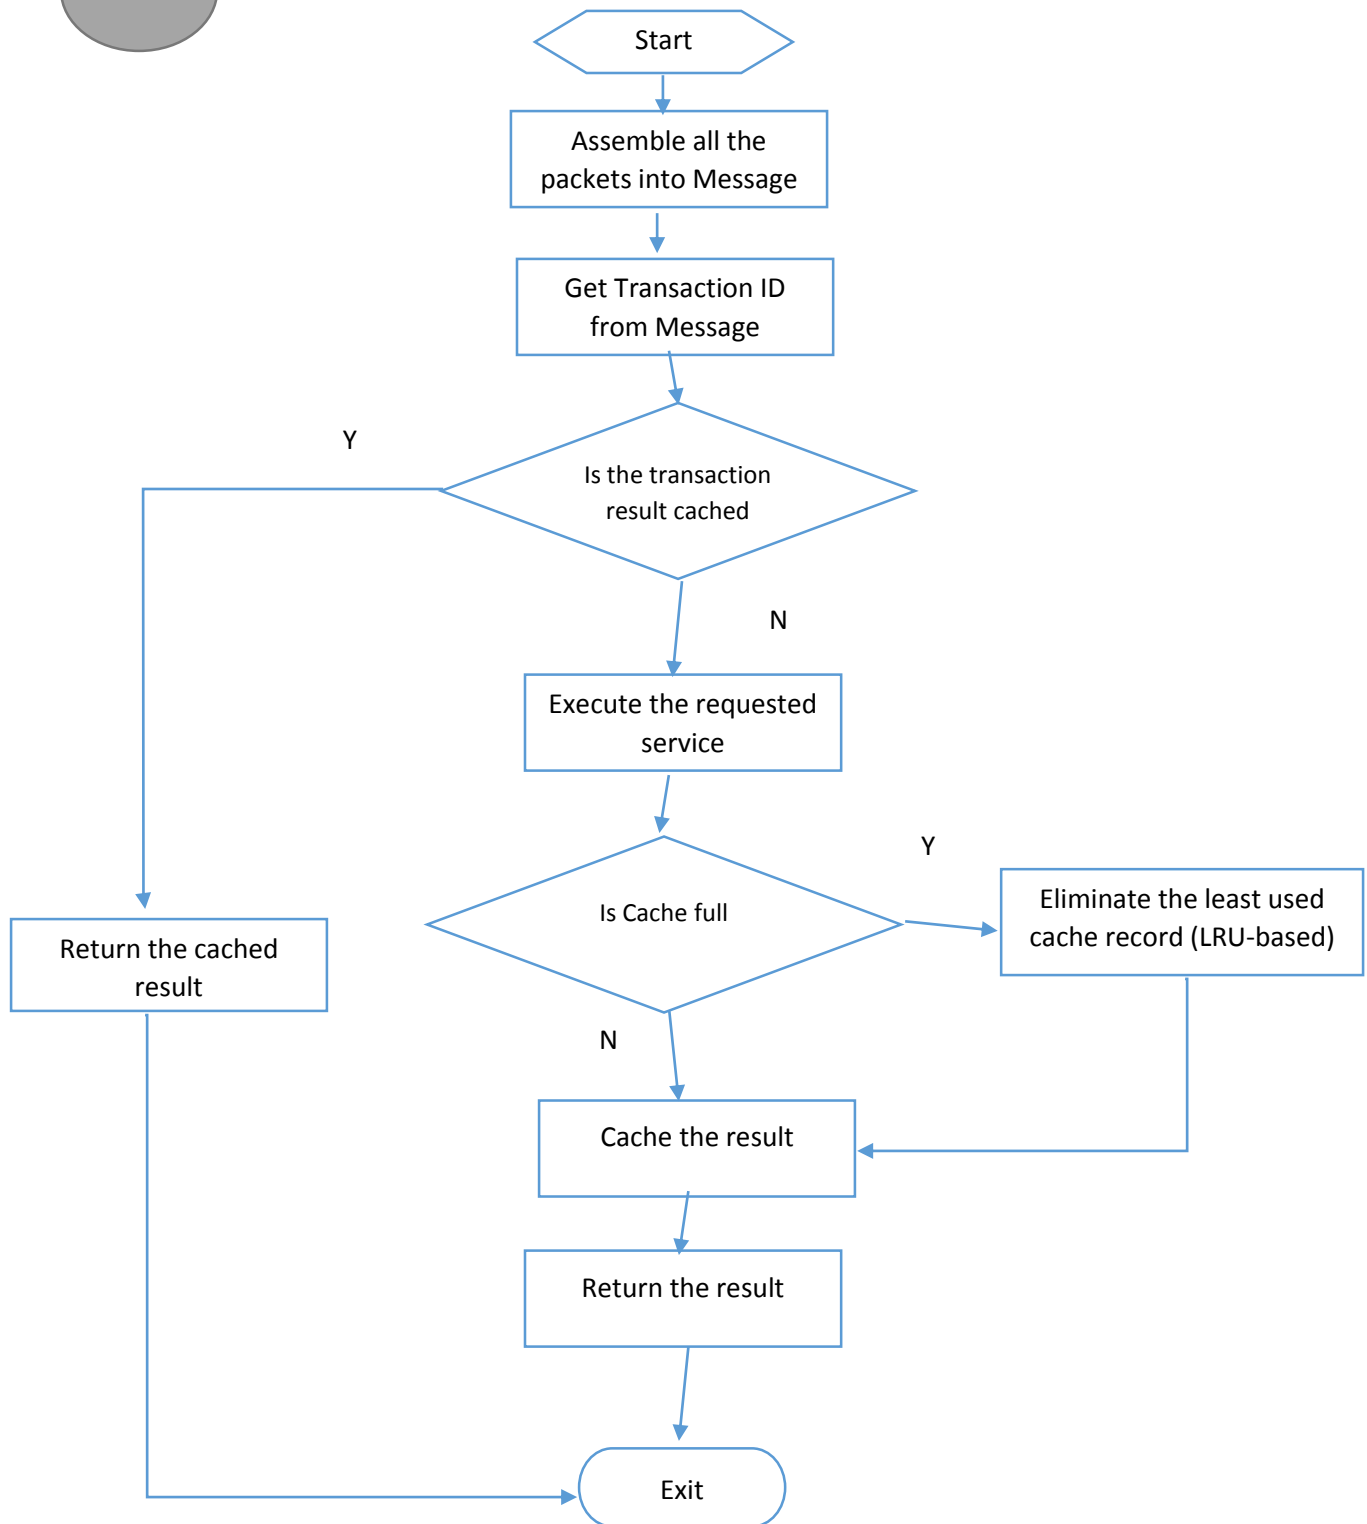 Start
Assemble all the
packets into Message
Get Transaction ID
from Message
Y
Is the transaction
result cached
N
Execute the requested
service
Y
Is Cache full
Eliminate the least used
cache record (LRU-based)
Return the cached
result
N
Cache the result
Return the result
Exit